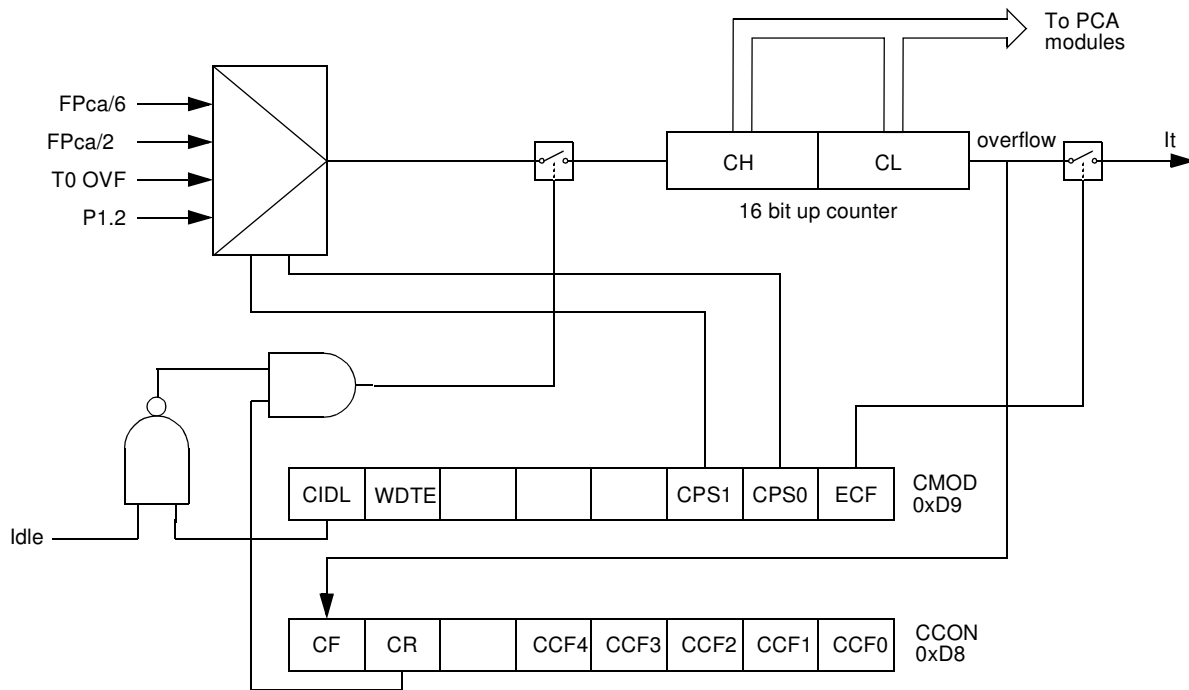 To PCA
modules
FPca/6
FPca/2
T0 OVF
P1.2
overflow
It
CH
CL
16 bit up counter
CIDL WDTE CPS1 CPS0 ECF
CMOD
0xD9
Idle
CF CR CCF4 CCF3 CCF2 CCF1 CCF0
CCON
0xD8